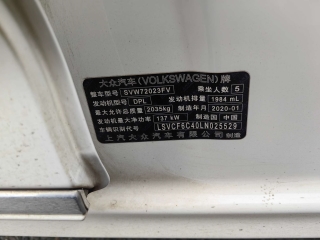 大众汽车(VOLKSWAGEN)牌
整车型号 SVW72023FV 乘坐人数 5
发动机型号 DPL 发动机排量 1984 mL
最大允许总质量 2035kg 制造年月 2020-01
发动机最大净功率 137 kW 制造国 中国
车辆识别代号 LSVCF6C4DLN025529
上汽大众汽车有限公司 制造